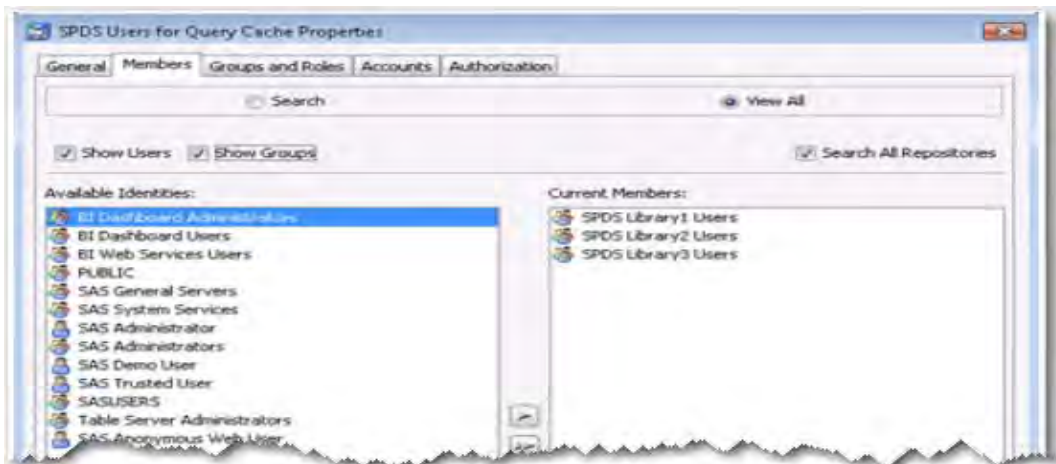 SPDS Users for Query Cache Properties
General Members Groups and Roles Accounts Authorization
Search View All
Show Users Show Groups Search All Repositories
Available Identities: Current Members:
BI Dashboard Administrators
BI Dashboard Users
BI Web Services Users
PUBLIC
SAS General Servers
SAS System Services
SAS Administrator
SAS Administrators
SAS Demo User
SAS Trusted User
SASUSERS
Table Server Administrators
SAS Anonymous Web User
SPDS Library1 Users
SPDS Library2 Users
SPDS Library3 Users